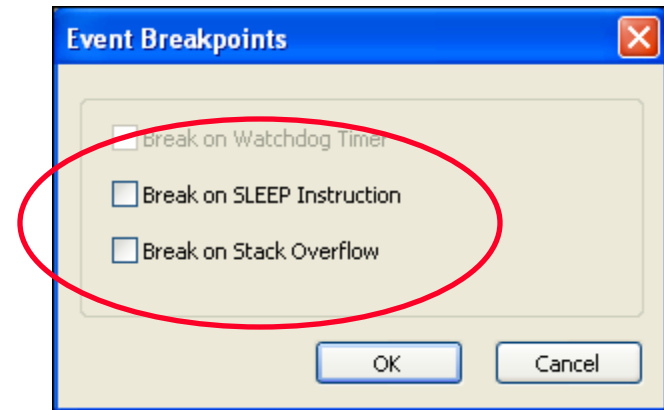 Event Breakpoints
Break on Watchdog Timer
Break on SLEEP Instruction
Break on Stack Overflow
OK
Cancel